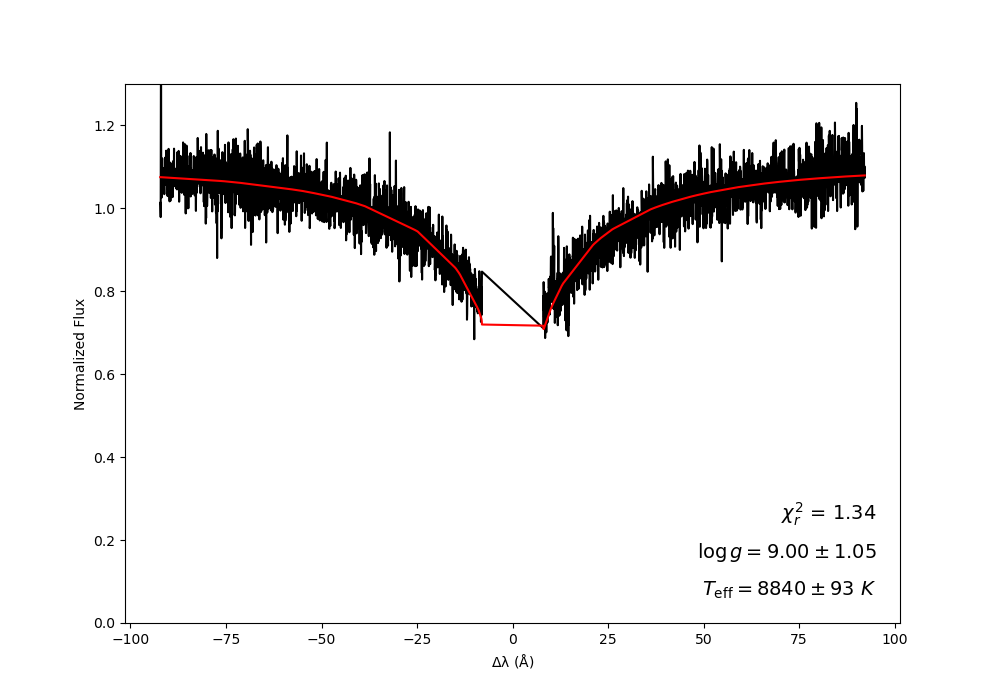 Normalized Flux
1.2
1.0
0.8
0.6
0.4
0.2
0.0
χ²ᵣ = 1.34
log g = 9.00 ± 1.05
T_eff = 8840 ± 93 K
−100 −75 −50 −25 0 25 50 75 100
Δλ (Å)